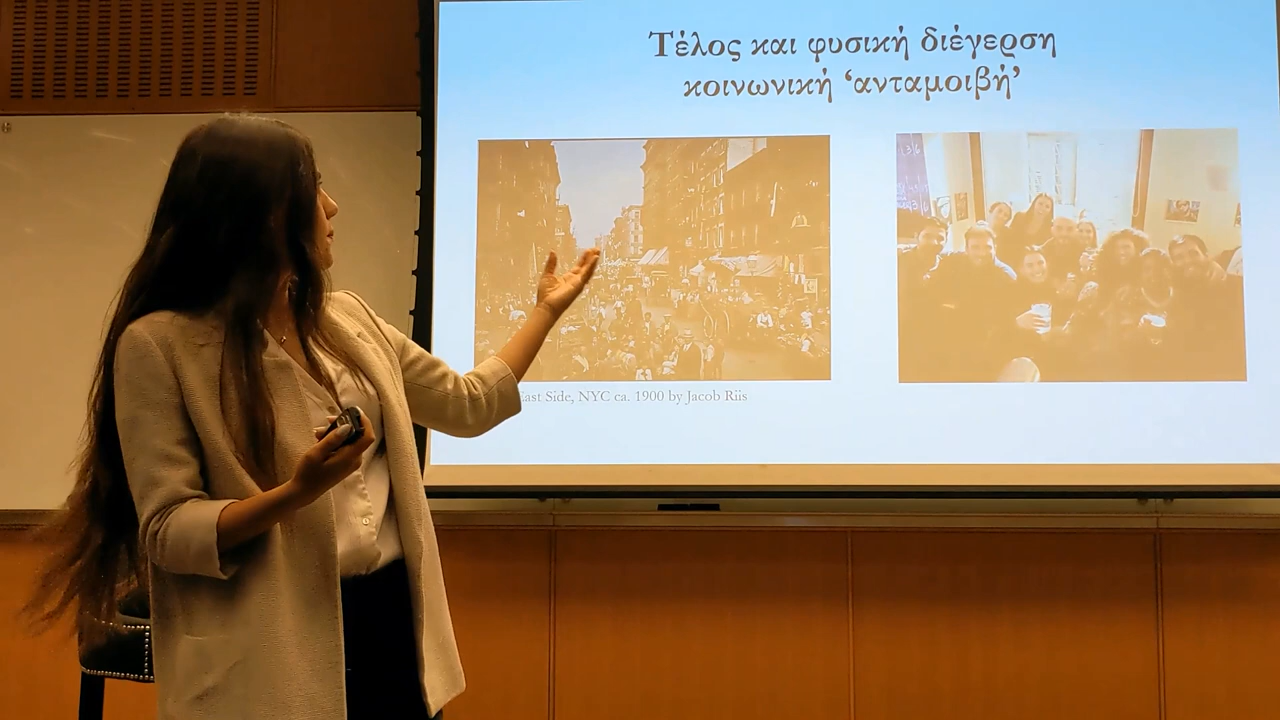 Τέλος και φυσική διέγερση
κοινωνική ‘ανταμοιβή’
East Side, NYC ca. 1900 by Jacob Riis